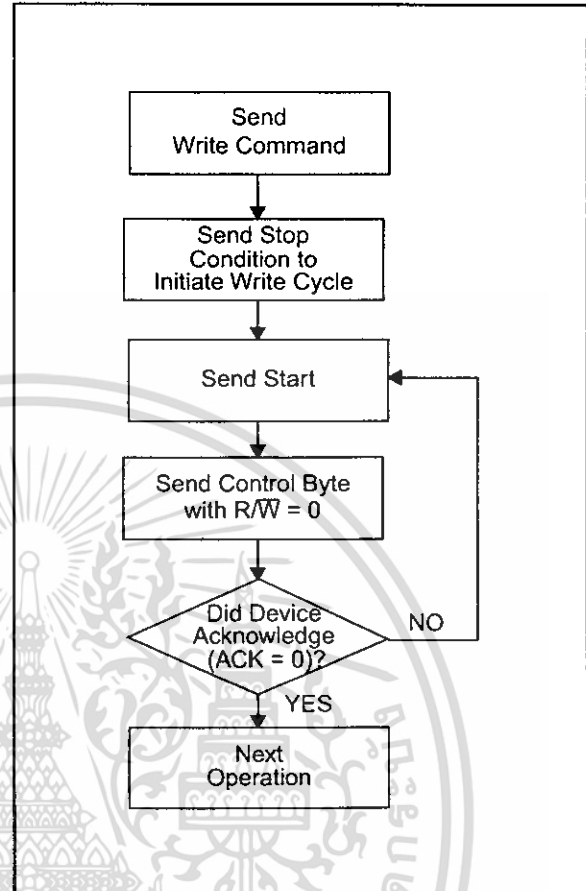 Send
Write Command
Send Stop
Condition to
Initiate Write Cycle
Send Start
Send Control Byte
with R/W̅ = 0
Did Device
Acknowledge
(ACK = 0)?
NO
YES
Next
Operation